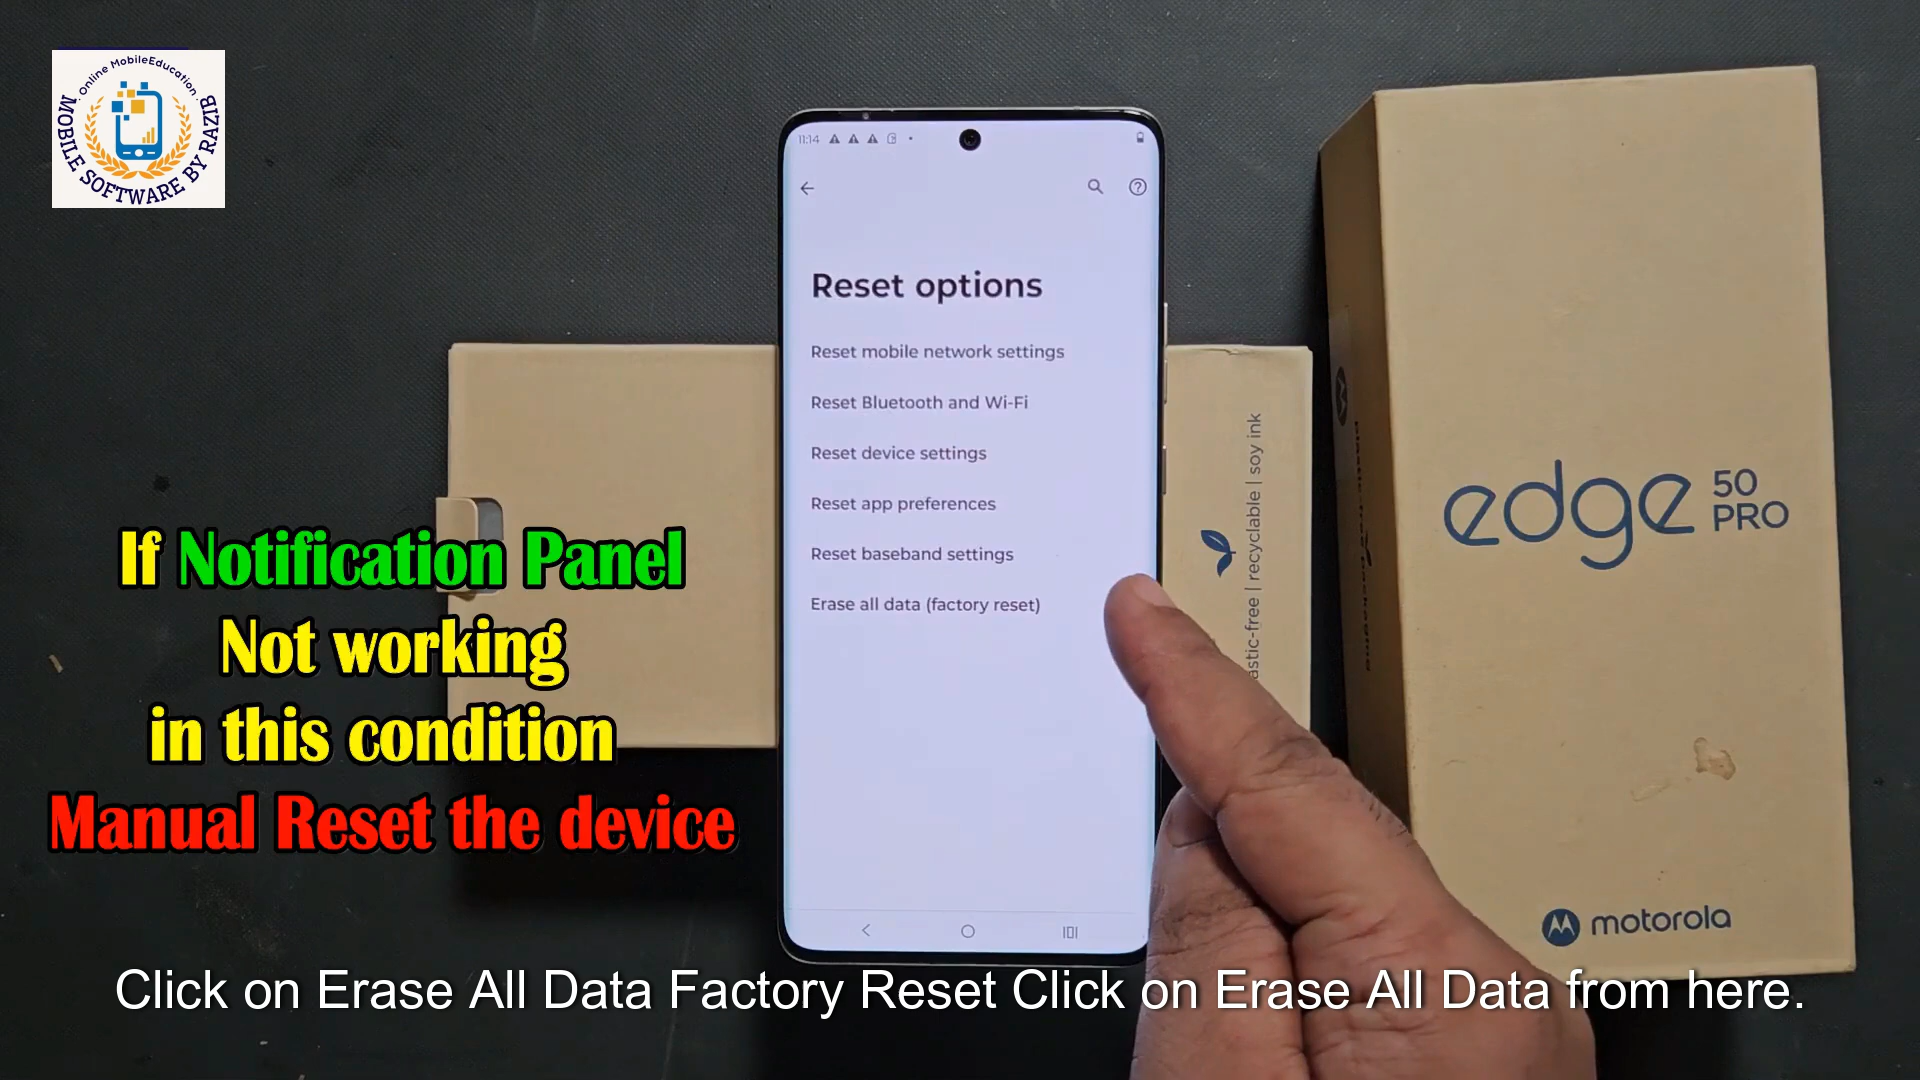 Online MobileEducation
MOBILE SOFTWARE BY RAZIB
11:14
Reset options
Reset mobile network settings
Reset Bluetooth and Wi-Fi
Reset device settings
Reset app preferences
Reset baseband settings
Erase all data (factory reset)
If Notification Panel
Not working
in this condition
Manual Reset the device
astic-free | recyclable | soy ink
edge 50
PRO
motorola
Click on Erase All Data Factory Reset Click on Erase All Data from here.